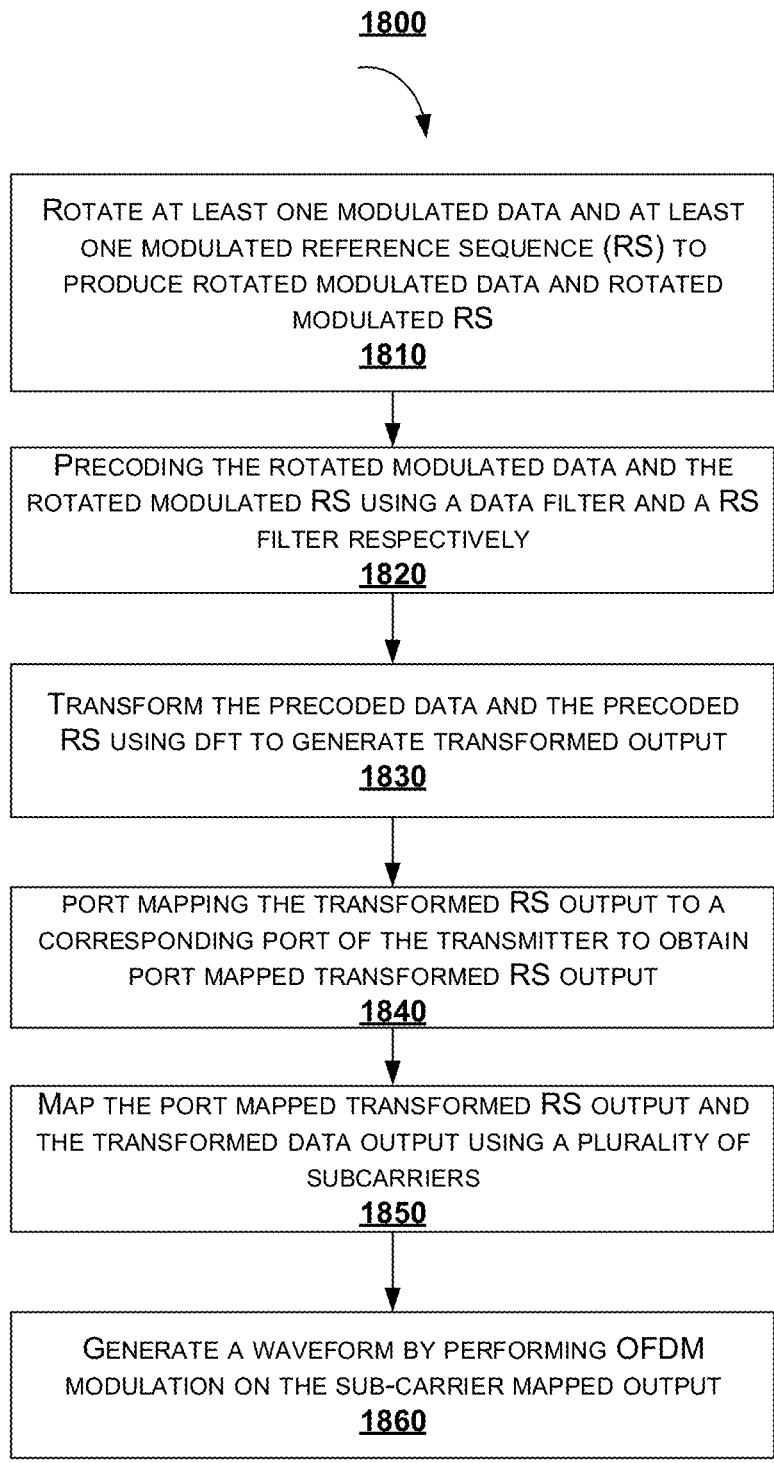 1800
ROTATE AT LEAST ONE MODULATED DATA AND AT LEAST
ONE MODULATED REFERENCE SEQUENCE (RS) TO
PRODUCE ROTATED MODULATED DATA AND ROTATED
MODULATED RS
1810
PRECODING THE ROTATED MODULATED DATA AND THE
ROTATED MODULATED RS USING A DATA FILTER AND A RS
FILTER RESPECTIVELY
1820
TRANSFORM THE PRECODED DATA AND THE PRECODED
RS USING DFT TO GENERATE TRANSFORMED OUTPUT
1830
PORT MAPPING THE TRANSFORMED RS OUTPUT TO A
CORRESPONDING PORT OF THE TRANSMITTER TO OBTAIN
PORT MAPPED TRANSFORMED RS OUTPUT
1840
MAP THE PORT MAPPED TRANSFORMED RS OUTPUT AND
THE TRANSFORMED DATA OUTPUT USING A PLURALITY OF
SUBCARRIERS
1850
GENERATE A WAVEFORM BY PERFORMING OFDM
MODULATION ON THE SUB-CARRIER MAPPED OUTPUT
1860